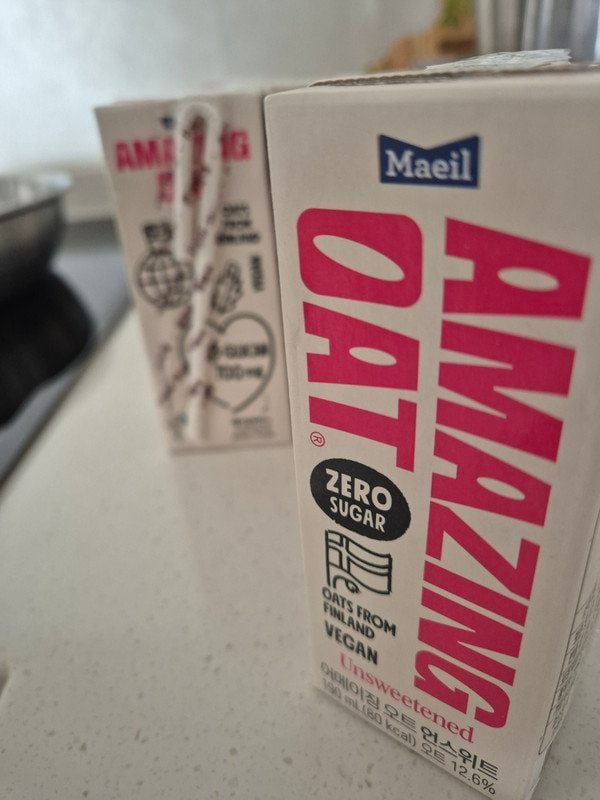 Maeil
AMAZING
OAT®
ZERO
SUGAR
OATS FROM
FINLAND
VEGAN
Unsweetened
어메이징 오트 언스위트
190 mL(80 kcal) 오트 12.6%